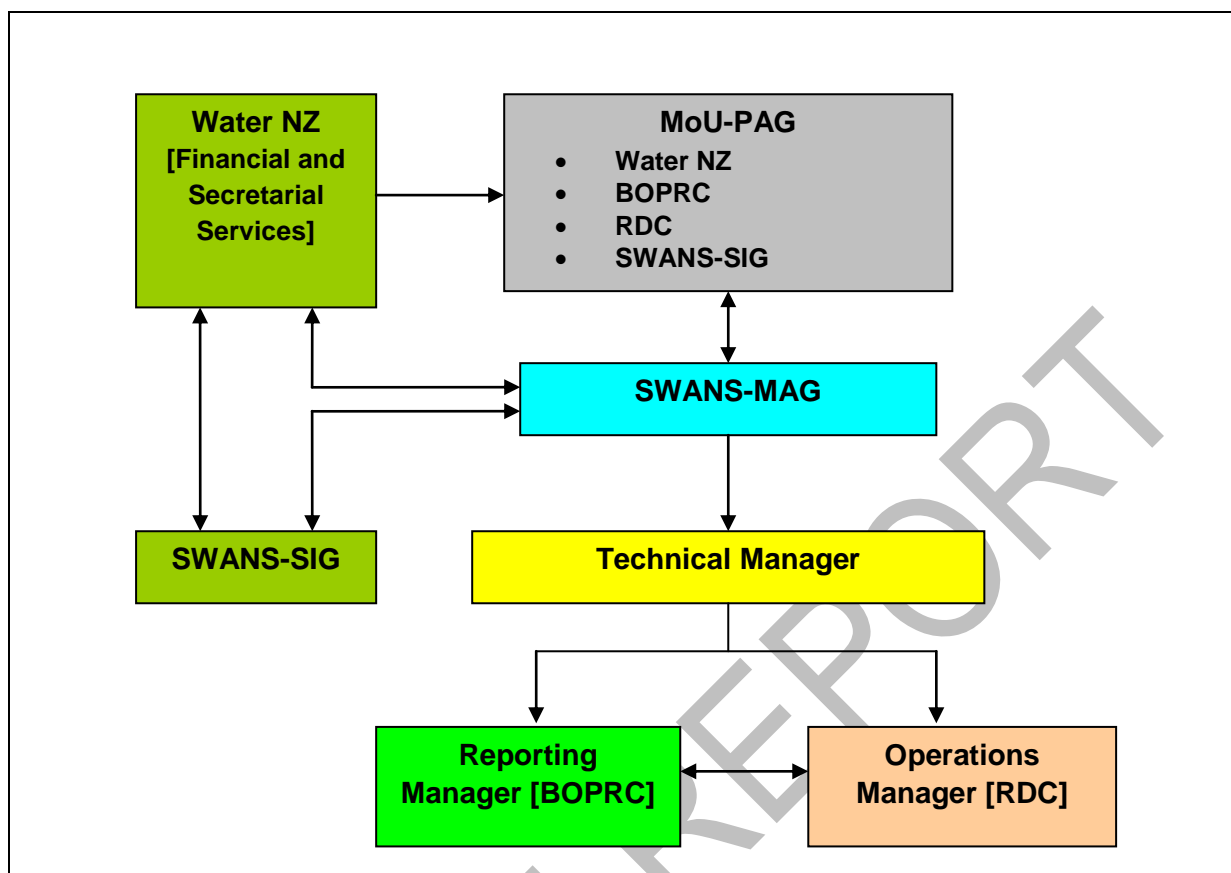 Water NZ
[Financial and
Secretarial
Services]
MoU-PAG
• Water NZ
• BOPRC
• RDC
• SWANS-SIG
SWANS-MAG
SWANS-SIG
Technical Manager
Reporting
Manager [BOPRC]
Operations
Manager [RDC]
REPORT